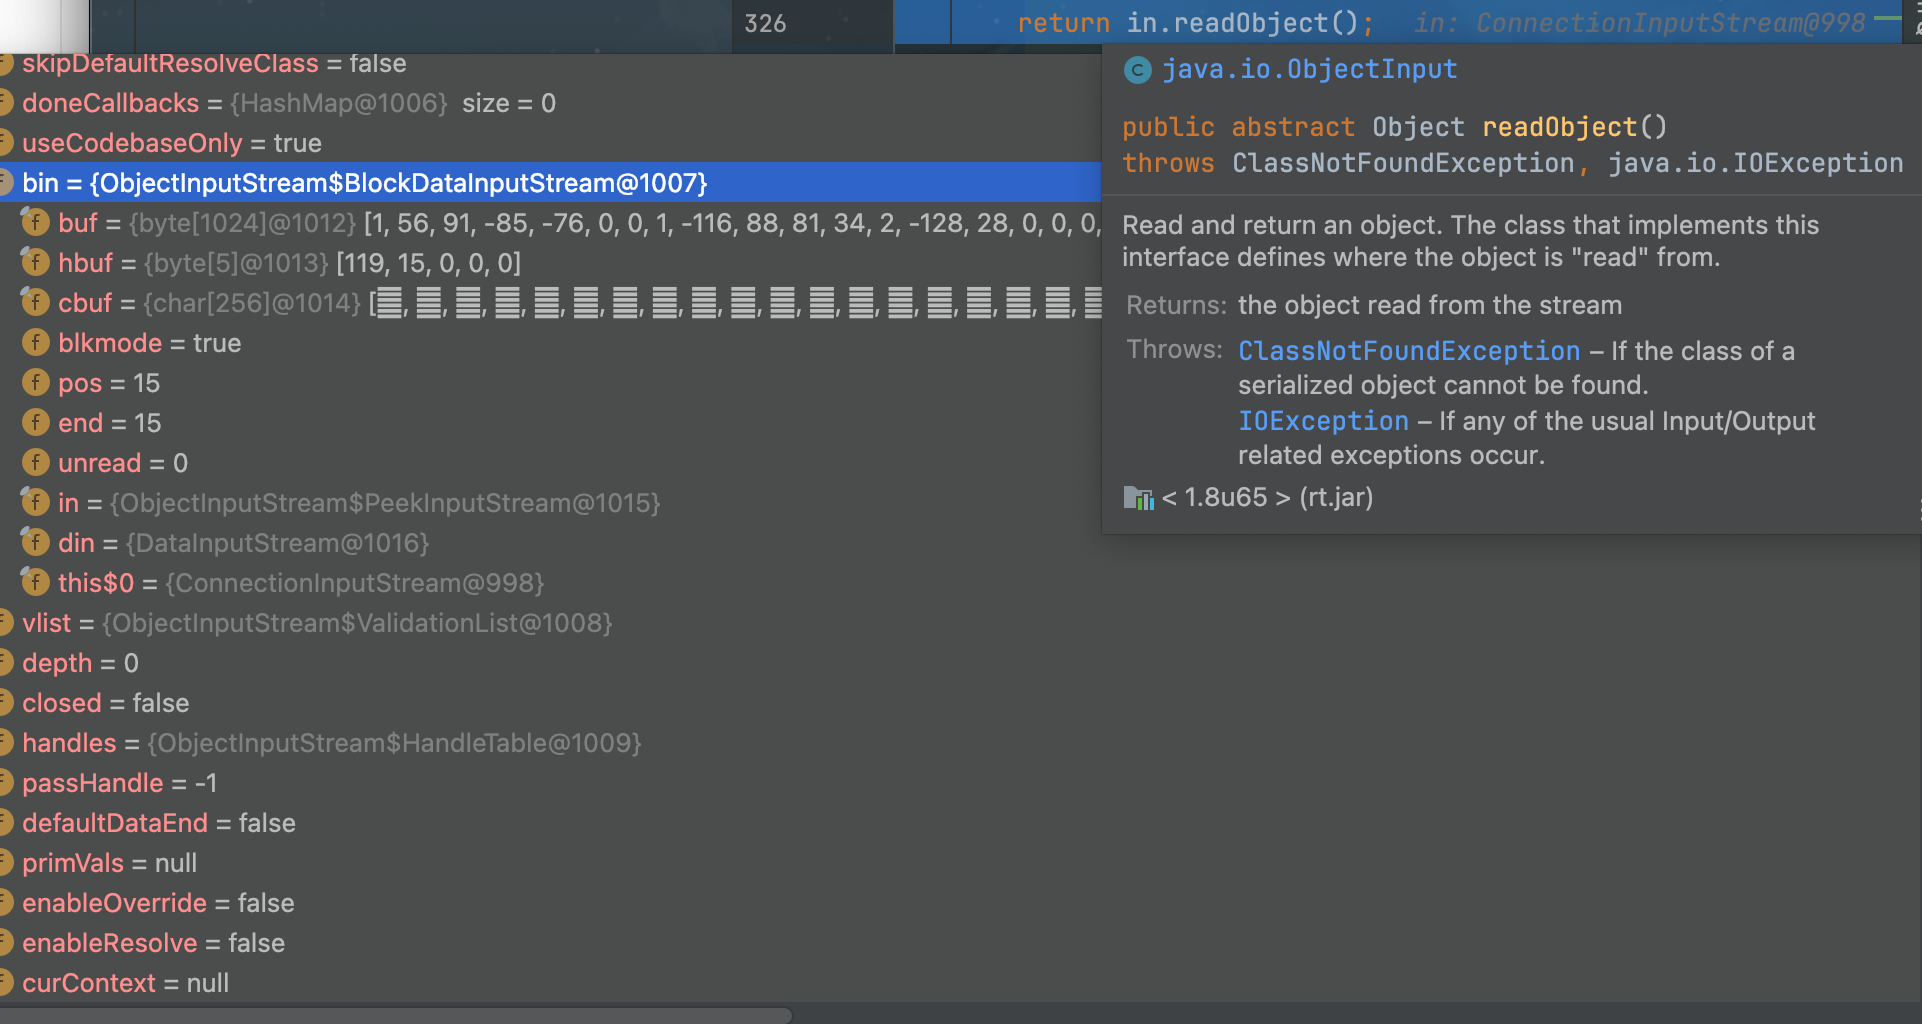 326
return in.readObject(); in: ConnectionInputStream@998
skipDefaultResolveClass = false
doneCallbacks = {HashMap@1006} size = 0
useCodebaseOnly = true
bin = {ObjectInputStream$BlockDataInputStream@1007}
buf = {byte[1024]@1012} [1, 56, 91, -85, -76, 0, 0, 1, -116, 88, 81, 34, 2, -128, 28, 0, 0, 0,
hbuf = {byte[5]@1013} [119, 15, 0, 0, 0]
cbuf = {char[256]@1014} [
blkmode = true
pos = 15
end = 15
unread = 0
in = {ObjectInputStream$PeekInputStream@1015}
din = {DataInputStream@1016}
this$0 = {ConnectionInputStream@998}
vlist = {ObjectInputStream$ValidationList@1008}
depth = 0
closed = false
handles = {ObjectInputStream$HandleTable@1009}
passHandle = -1
defaultDataEnd = false
primVals = null
enableOverride = false
enableResolve = false
curContext = null
java.io.ObjectInput
public abstract Object readObject()
throws ClassNotFoundException, java.io.IOException
Read and return an object. The class that implements this
interface defines where the object is "read" from.
Returns: the object read from the stream
Throws: ClassNotFoundException – If the class of a
serialized object cannot be found.
IOException – If any of the usual Input/Output
related exceptions occur.
< 1.8u65 > (rt.jar)